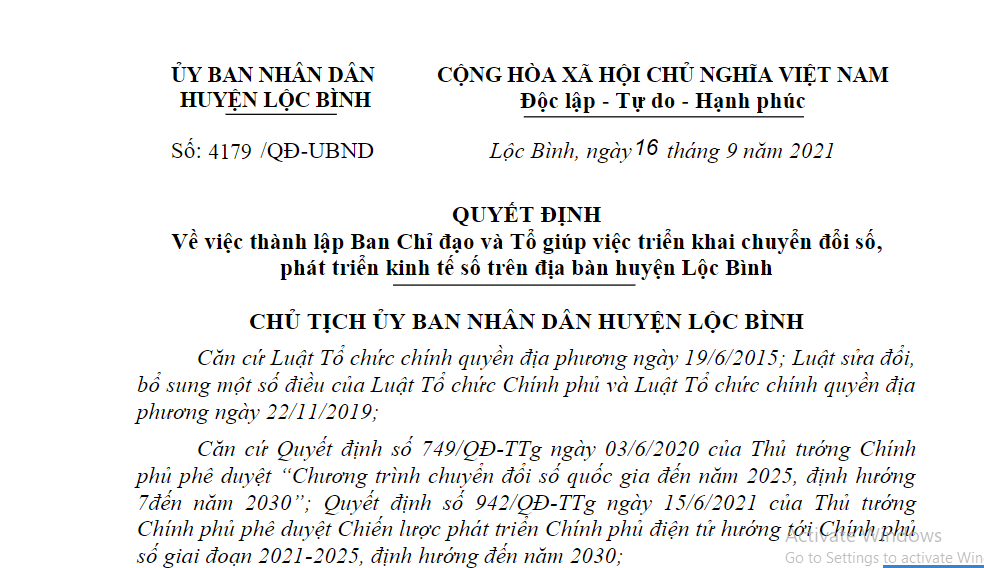 ỦY BAN NHÂN DÂN
HUYỆN LỘC BÌNH
CỘNG HÒA XÃ HỘI CHỦ NGHĨA VIỆT NAM
Độc lập - Tự do - Hạnh phúc
Số: 4179 /QĐ-UBND
Lộc Bình, ngày 16 tháng 9 năm 2021
QUYẾT ĐỊNH
Về việc thành lập Ban Chỉ đạo và Tổ giúp việc triển khai chuyển đổi số,
phát triển kinh tế số trên địa bàn huyện Lộc Bình
CHỦ TỊCH ỦY BAN NHÂN DÂN HUYỆN LỘC BÌNH
Căn cứ Luật Tổ chức chính quyền địa phương ngày 19/6/2015; Luật sửa đổi,
bổ sung một số điều của Luật Tổ chức Chính phủ và Luật Tổ chức chính quyền địa
phương ngày 22/11/2019;
Căn cứ Quyết định số 749/QĐ-TTg ngày 03/6/2020 của Thủ tướng Chính
phủ phê duyệt “Chương trình chuyển đổi số quốc gia đến năm 2025, định hướng
7đến năm 2030”; Quyết định số 942/QĐ-TTg ngày 15/6/2021 của Thủ tướng
Chính phủ phê duyệt Chiến lược phát triển Chính phủ điện tử hướng tới Chính phủ
số giai đoạn 2021-2025, định hướng đến năm 2030;
Activate Windows
Go to Settings to activate Win